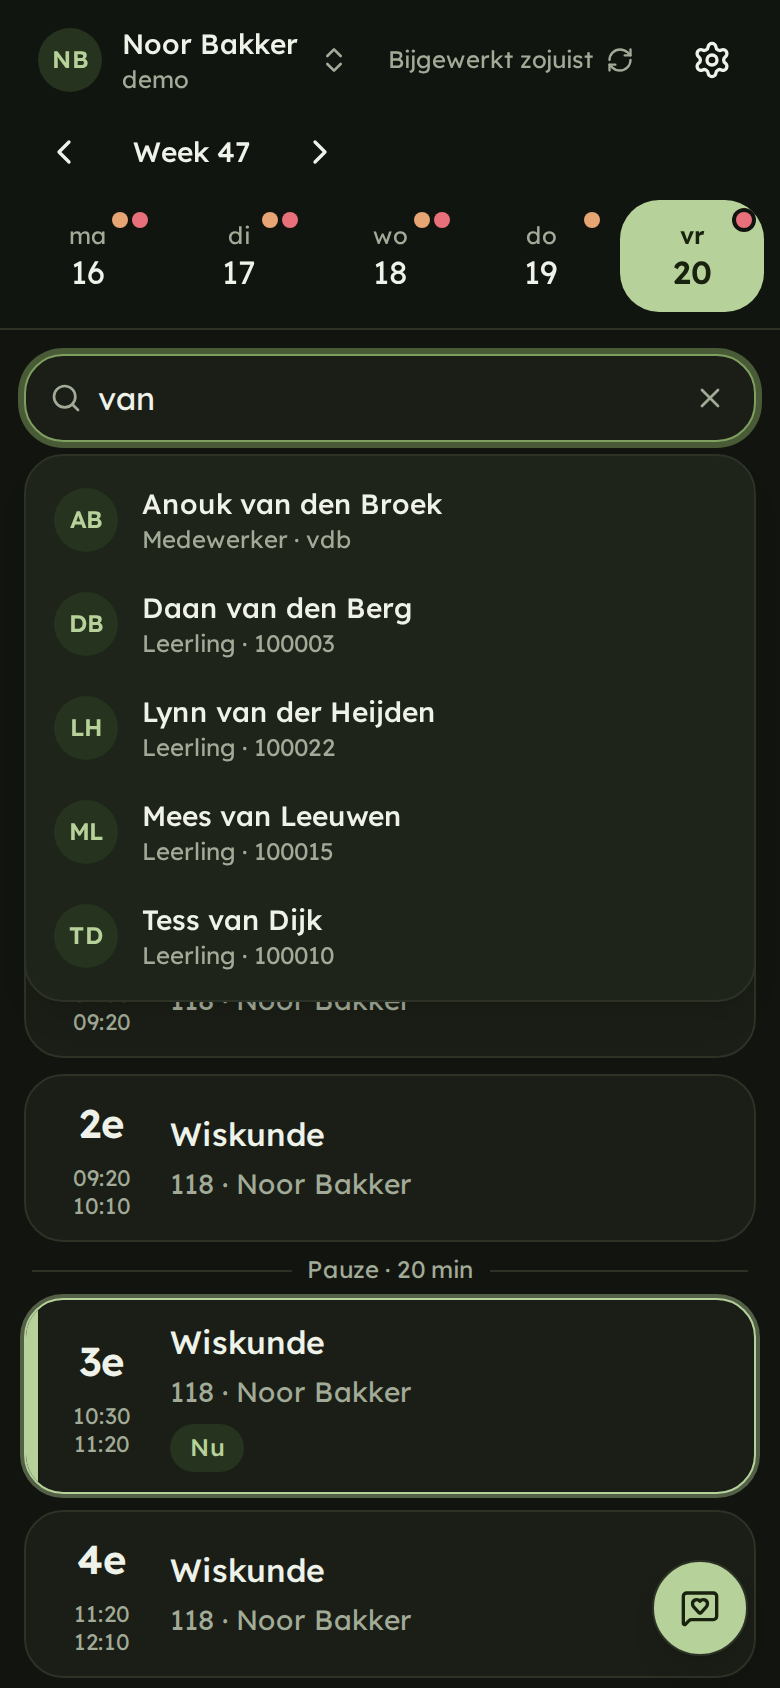 NB
Noor Bakker
demo
Bijgewerkt zojuist
Week 47
ma
16
di
17
wo
18
do
19
vr
20
van
AB
Anouk van den Broek
Medewerker · vdb
DB
Daan van den Berg
Leerling · 100003
LH
Lynn van der Heijden
Leerling · 100022
ML
Mees van Leeuwen
Leerling · 100015
TD
Tess van Dijk
Leerling · 100010
118 · Noor Bakker
09:20
2e
09:20
10:10
Wiskunde
118 · Noor Bakker
Pauze · 20 min
3e
10:30
11:20
Wiskunde
118 · Noor Bakker
Nu
4e
11:20
12:10
Wiskunde
118 · Noor Bakker